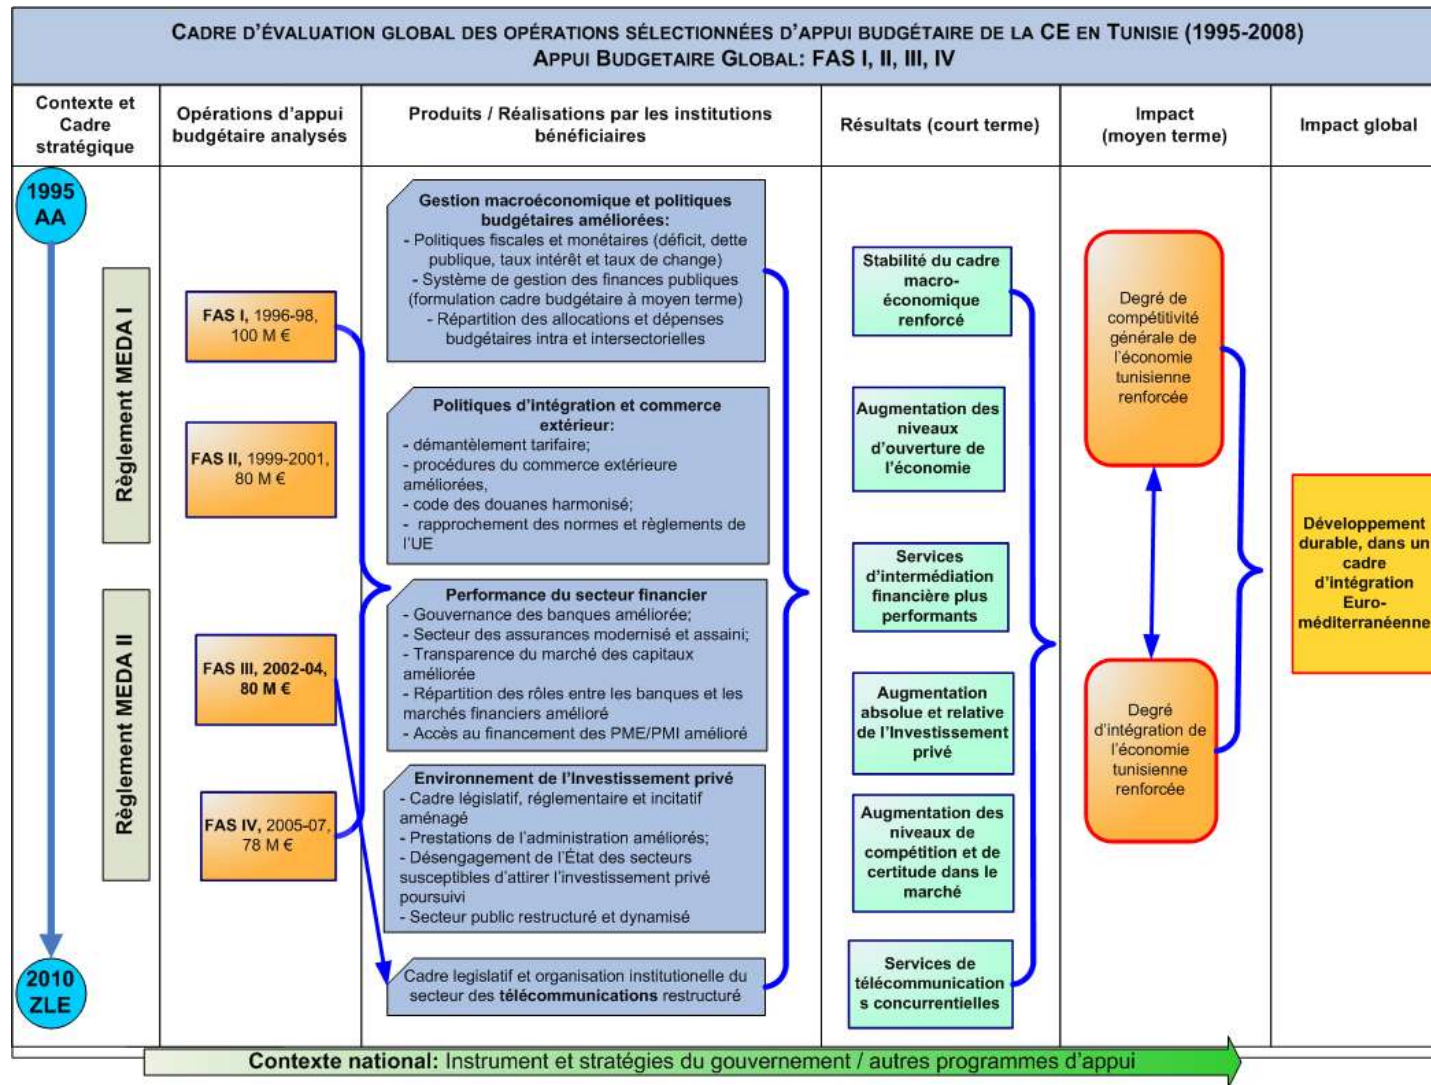 CADRE D'ÉVALUATION GLOBAL DES OPÉRATIONS SÉLECTIONNÉES D'APPUI BUDGÉTAIRE DE LA CE EN TUNISIE (1995-2008)
APPUI BUDGETAIRE GLOBAL: FAS I, II, III, IV
Contexte et
Cadre
stratégique
Opérations d'appui
budgétaire analysés
Produits / Réalisations par les institutions
bénéficiaires
Résultats (court terme)
Impact
(moyen terme)
Impact global
1995
AA
2010
ZLE
Règlement MEDA I
Règlement MEDA II
FAS I, 1996-98,
100 M €
FAS II, 1999-2001,
80 M €
FAS III, 2002-04,
80 M €
FAS IV, 2005-07,
78 M €
Gestion macroéconomique et politiques
budgétaires améliorées:
- Politiques fiscales et monétaires (déficit, dette
publique, taux intérêt et taux de change)
- Système de gestion des finances publiques
(formulation cadre budgétaire à moyen terme)
- Répartition des allocations et dépenses
budgétaires intra et intersectorielles
Politiques d'intégration et commerce
extérieur:
- démantèlement tarifaire;
- procédures du commerce extérieure
améliorées,
- code des douanes harmonisé;
- rapprochement des normes et règlements de
l'UE
Performance du secteur financier
- Gouvernance des banques améliorée;
- Secteur des assurances modernisé et assaini;
- Transparence du marché des capitaux
améliorée
- Répartition des rôles entre les banques et les
marchés financiers amélioré
- Accès au financement des PME/PMI amélioré
Environnement de l'Investissement privé
- Cadre législatif, réglementaire et incitatif
aménagé
- Prestations de l'administration améliorés;
- Désengagement de l'État des secteurs
susceptibles d'attirer l'investissement privé
poursuivi
- Secteur public restructuré et dynamisé
Cadre legislatif et organisation institutionelle du
secteur des télécommunications restructuré
Stabilité du cadre
macro-
économique
renforcé
Augmentation des
niveaux
d'ouverture de
l'économie
Services
d'intermédiation
financière plus
performants
Augmentation
absolue et relative
de l'Investissement
privé
Augmentation des
niveaux de
compétition et de
certitude dans le
marché
Services de
télécommunication
s concurrentielles
Degré de
compétitivité
générale de
l'économie
tunisienne
renforcée
Degré
d'intégration de
l'économie
tunisienne
renforcée
Développement
durable, dans un
cadre
d'intégration
Euro-
méditerranéenne
Contexte national: Instrument et stratégies du gouvernement / autres programmes d'appui